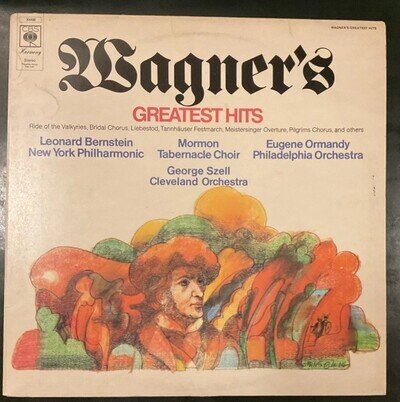 CBS
Harmony
Stereo
WAGNER'S GREATEST HITS
Wagner's
GREATEST HITS
Ride of the Valkyries, Bridal Chorus, Liebestod, Tannhäuser Festmarch, Meistersinger Overture, Pilgrims Chorus, and others
Leonard Bernstein
New York Philharmonic
Mormon
Tabernacle Choir
Eugene Ormandy
Philadelphia Orchestra
George Szell
Cleveland Orchestra